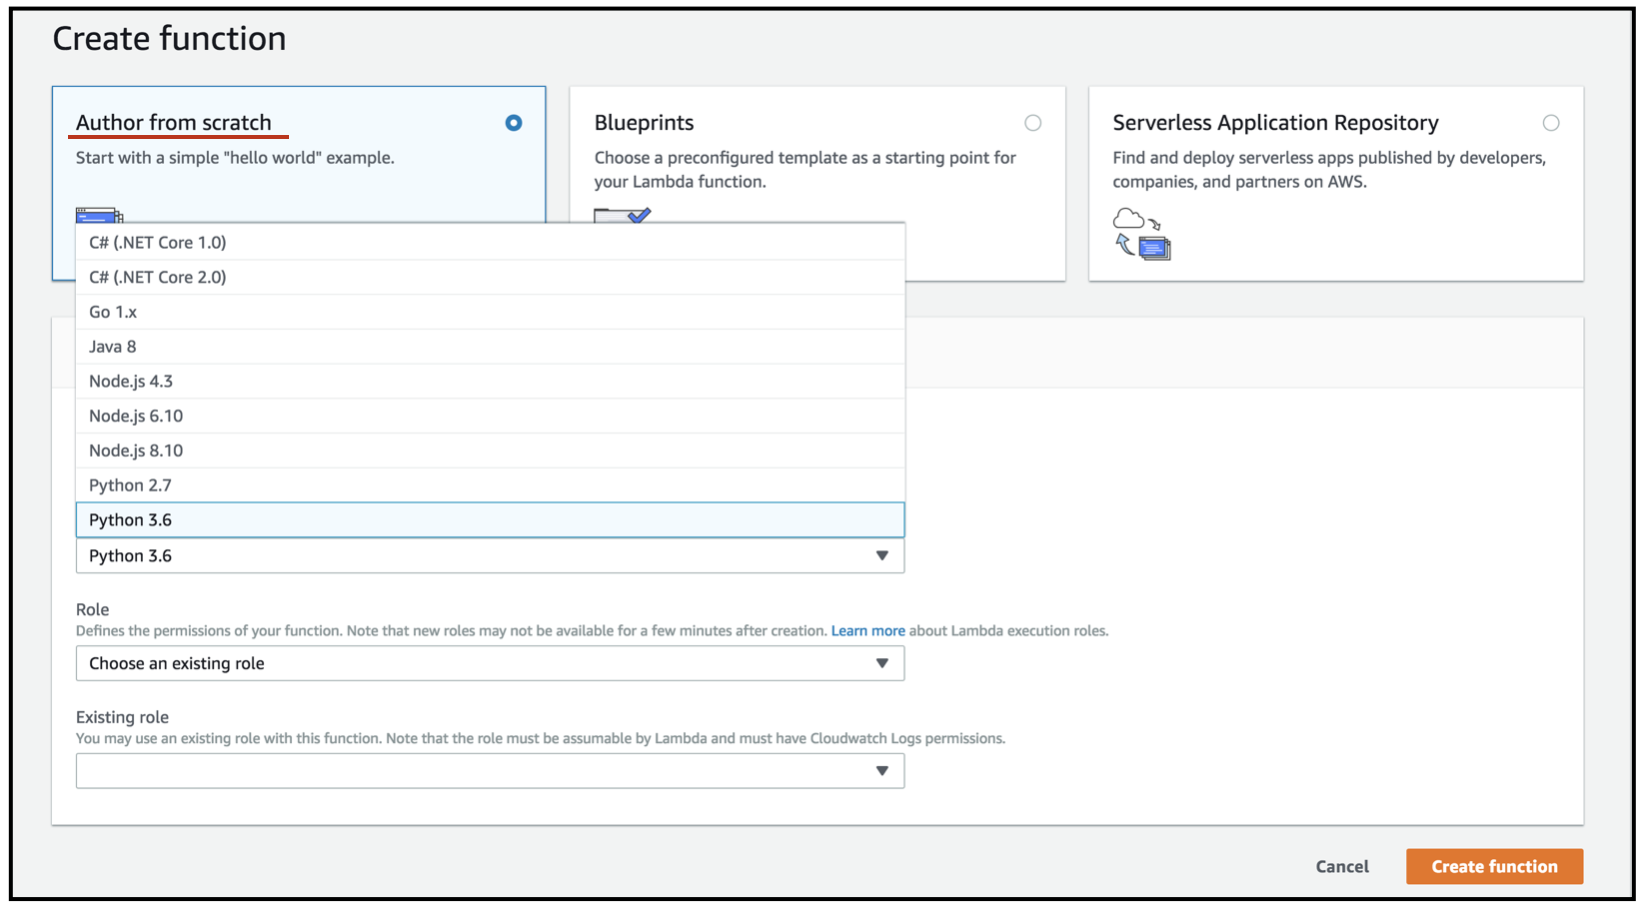 Create function
Author from scratch
Start with a simple "hello world" example.
Blueprints
Choose a preconfigured template as a starting point for
your Lambda function.
Serverless Application Repository
Find and deploy serverless apps published by developers,
companies, and partners on AWS.
C# (.NET Core 1.0)
C# (.NET Core 2.0)
Go 1.x
Java 8
Node.js 4.3
Node.js 6.10
Node.js 8.10
Python 2.7
Python 3.6
Python 3.6
Role
Defines the permissions of your function. Note that new roles may not be available for a few minutes after creation. Learn more about Lambda execution roles.
Choose an existing role
Existing role
You may use an existing role with this function. Note that the role must be assumable by Lambda and must have Cloudwatch Logs permissions.
Cancel
Create function